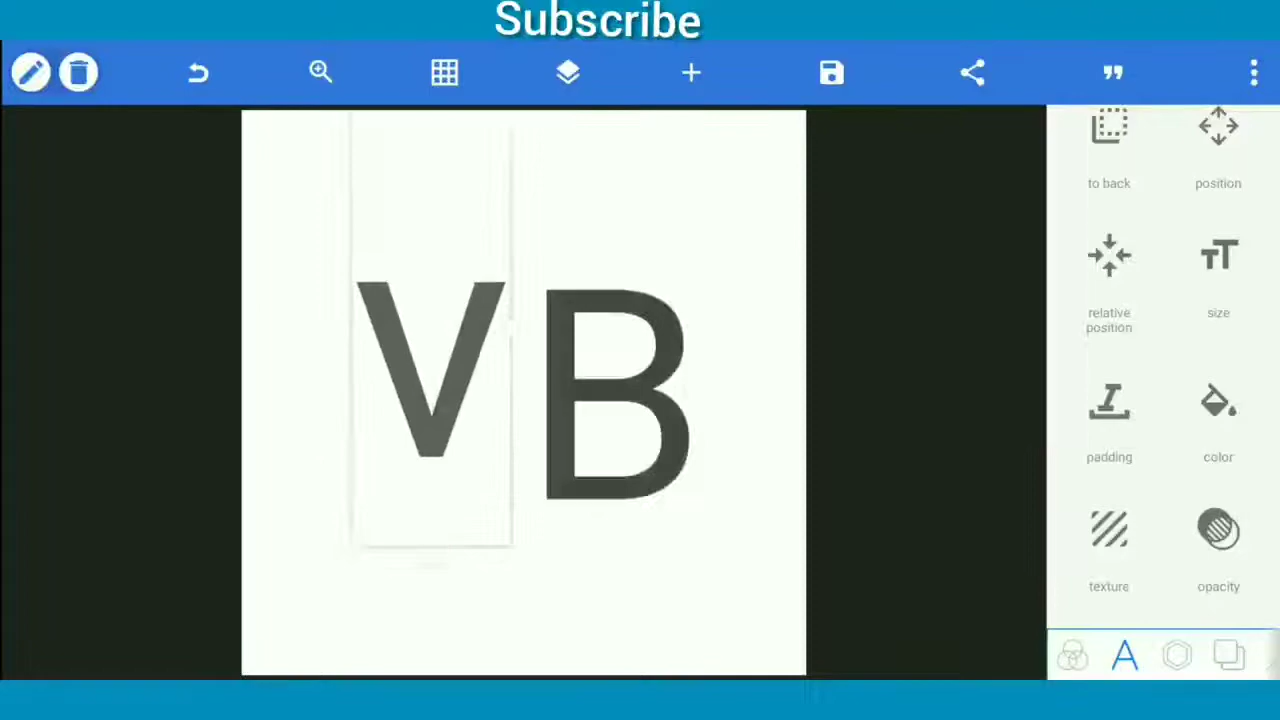 Subscribe
VB
to back
position
relative
position
size
padding
color
texture
opacity